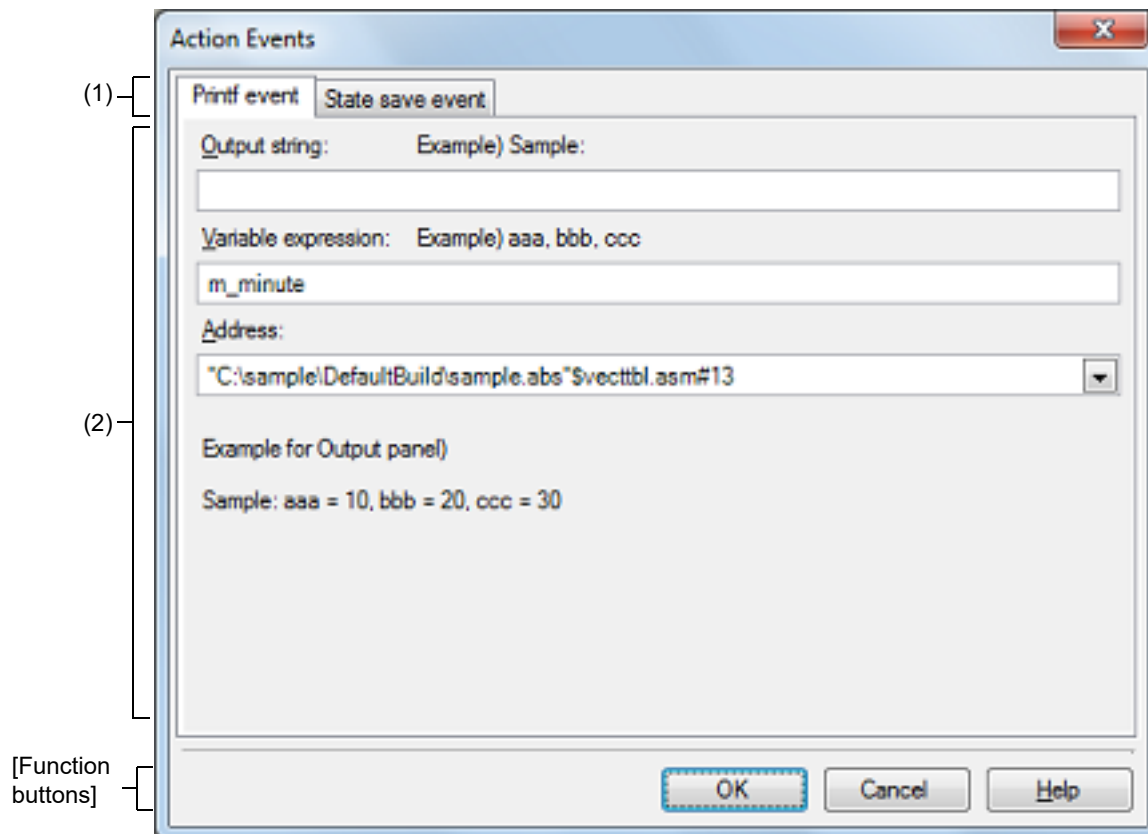 Action Events
(1)
Printf event State save event
Output string: Example) Sample:
Variable expression: Example) aaa, bbb, ccc
m_minute
Address:
"C:\sample\DefaultBuild\sample.abs"$vecttbl.asm#13
(2)
Example for Output panel)
Sample: aaa = 10, bbb = 20, ccc = 30
[Function
buttons]
OK Cancel Help